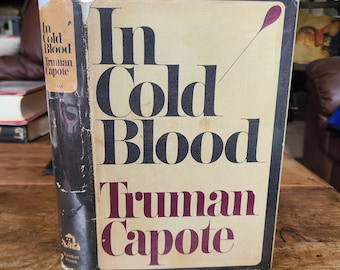 In
Cold
Blood
Truman
Capote
In
Cold
Blood
Truman
Capote